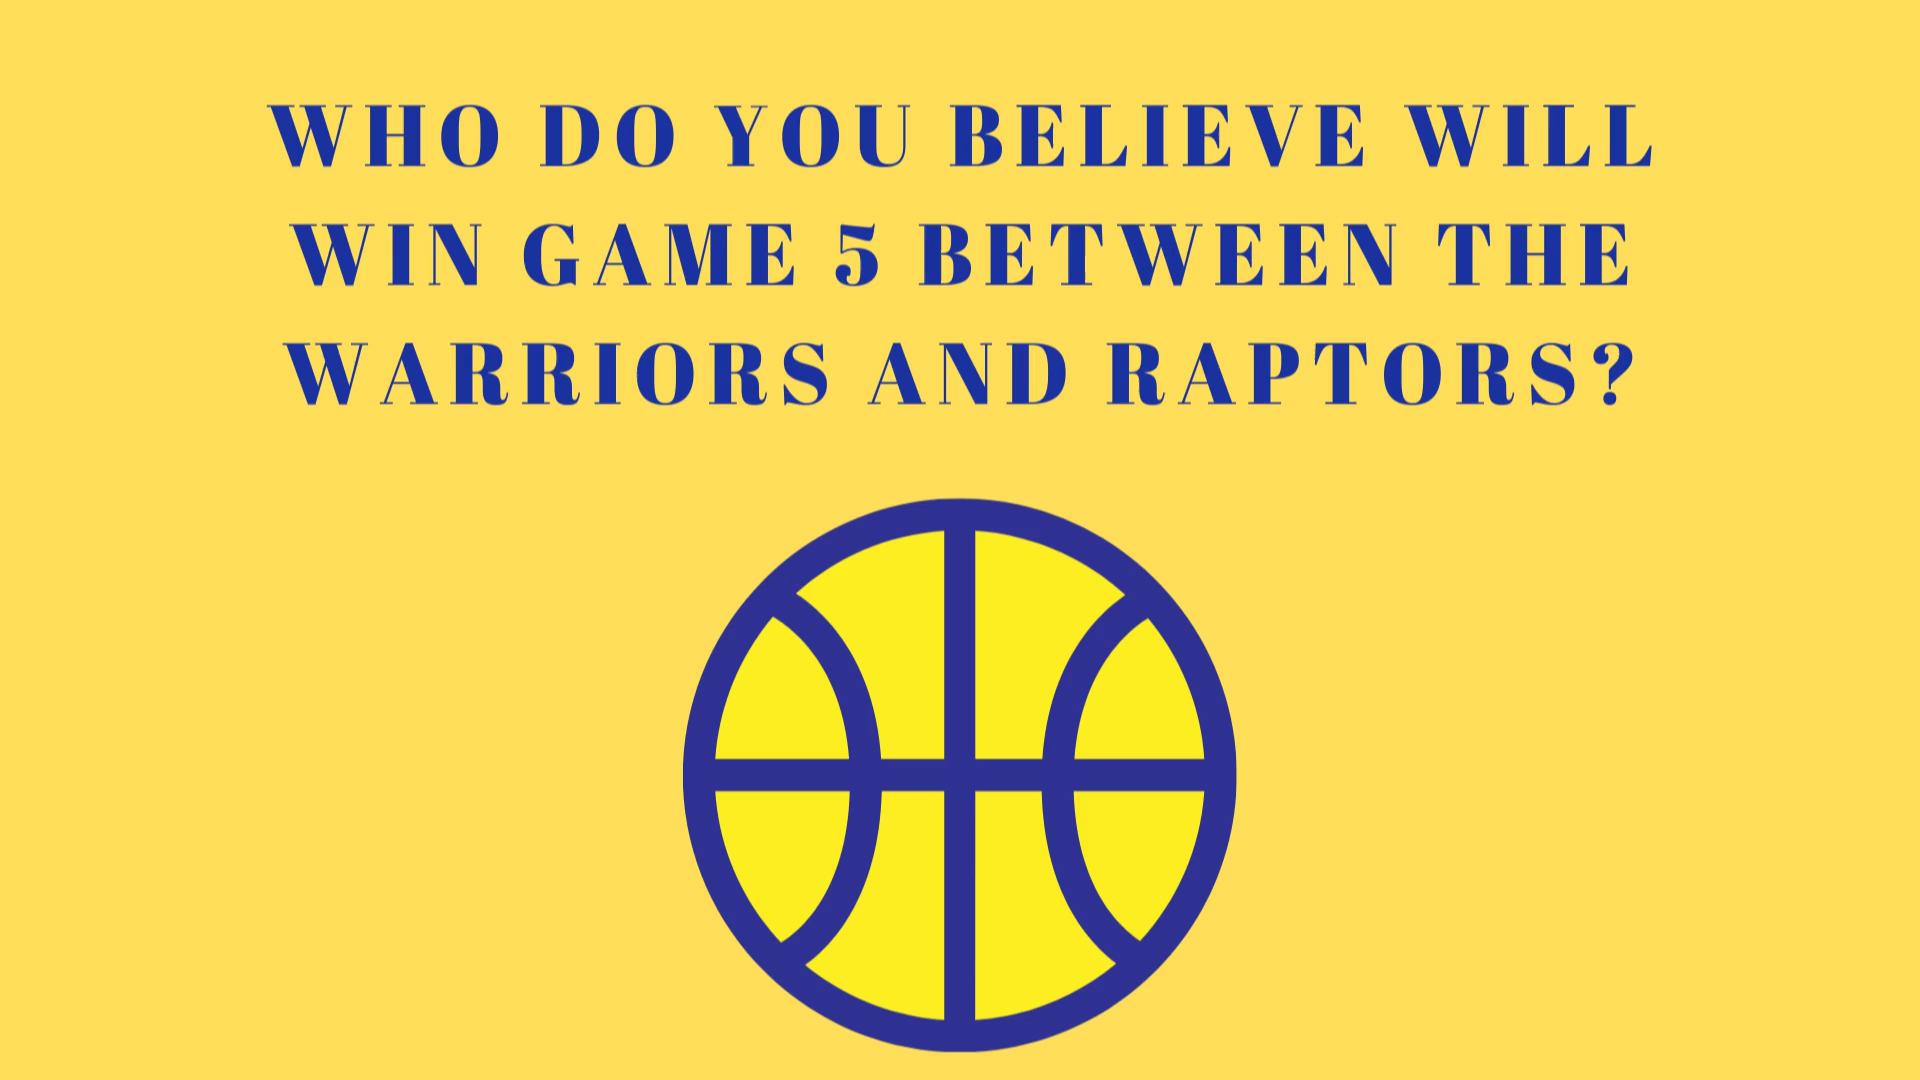 WHO DO YOU BELIEVE WILL
WIN GAME 5 BETWEEN THE
WARRIORS AND RAPTORS?